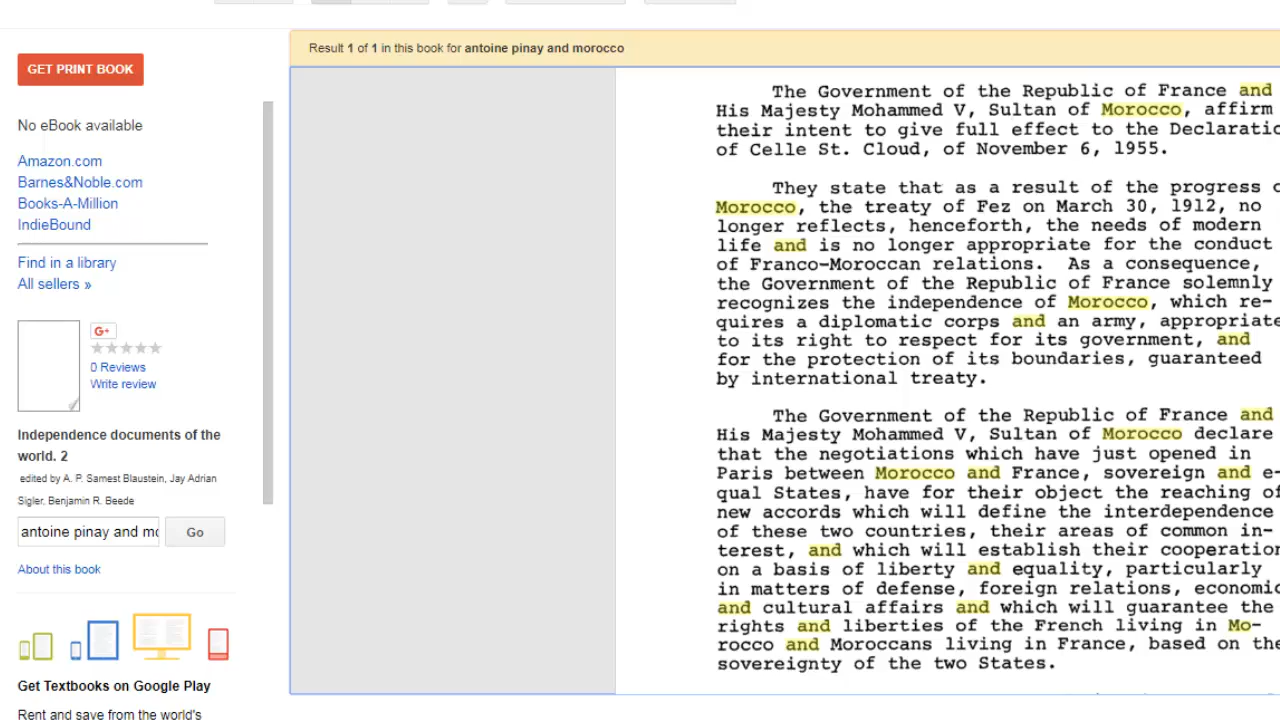 GET PRINT BOOK
No eBook available
Amazon.com
Barnes&Noble.com
Books-A-Million
IndieBound
Find in a library
All sellers »
G+
0 Reviews
Write review
Independence documents of the
world. 2
edited by A. P. Samest Blaustein, Jay Adrian
Sigler, Benjamin R. Beede
antoine pinay and mo
Go
About this book
Get Textbooks on Google Play
Rent and save from the world's
Result 1 of 1 in this book for antoine pinay and morocco
The Government of the Republic of France and
His Majesty Mohammed V, Sultan of Morocco, affirm
their intent to give full effect to the Declaratio
of Celle St. Cloud, of November 6, 1955.
They state that as a result of the progress o
Morocco, the treaty of Fez on March 30, 1912, no
longer reflects, henceforth, the needs of modern
life and is no longer appropriate for the conduct
of Franco-Moroccan relations. As a consequence,
the Government of the Republic of France solemnly
recognizes the independence of Morocco, which re-
quires a diplomatic corps and an army, appropriate
to its right to respect for its government, and
for the protection of its boundaries, guaranteed
by international treaty.
The Government of the Republic of France and
His Majesty Mohammed V, Sultan of Morocco declare
that the negotiations which have just opened in
Paris between Morocco and France, sovereign and e-
qual States, have for their object the reaching of
new accords which will define the interdependence
of these two countries, their areas of common in-
terest, and which will establish their cooperation
on a basis of liberty and equality, particularly
in matters of defense, foreign relations, economic
and cultural affairs and which will guarantee the
rights and liberties of the French living in Mo-
rocco and Moroccans living in France, based on the
sovereignty of the two States.